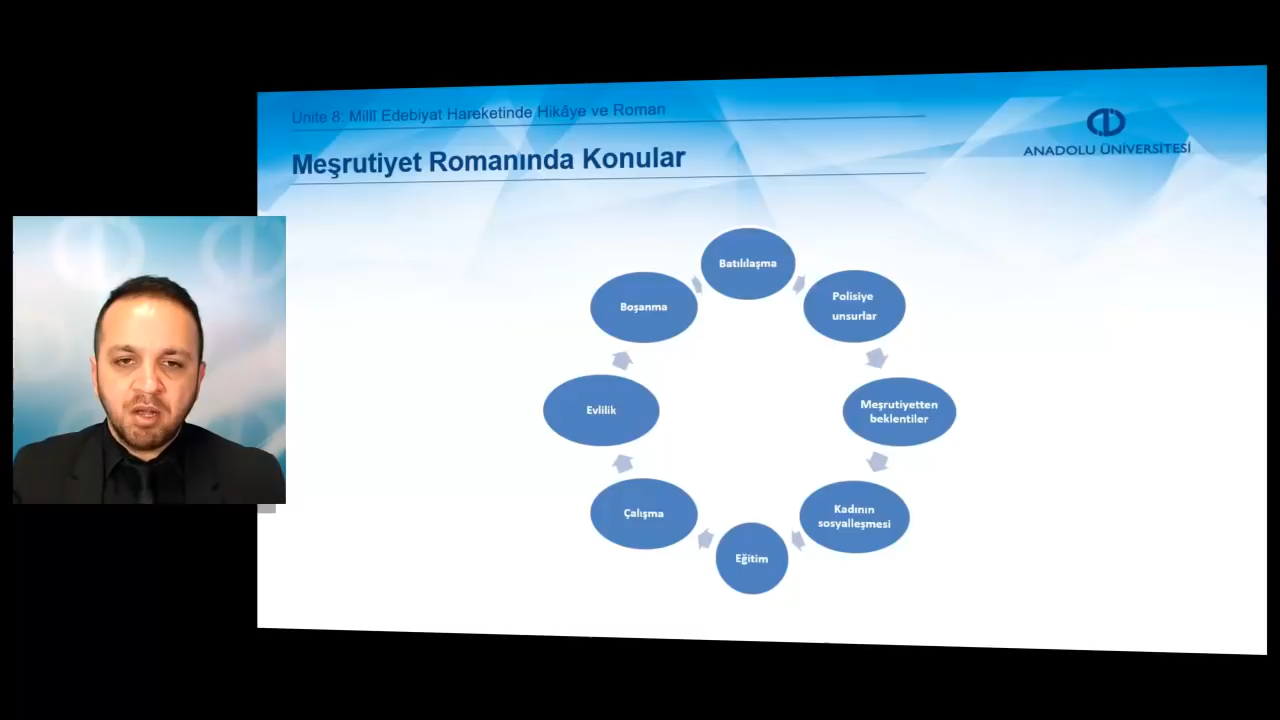 Ünite 8: Millî Edebiyat Hareketinde Hikâye ve Roman
Meşrutiyet Romanında Konular
ANADOLU ÜNİVERSİTESİ
Batılılaşma
Polisiye
unsurlar
Meşrutiyetten
beklentiler
Kadının
sosyalleşmesi
Eğitim
Çalışma
Evlilik
Boşanma